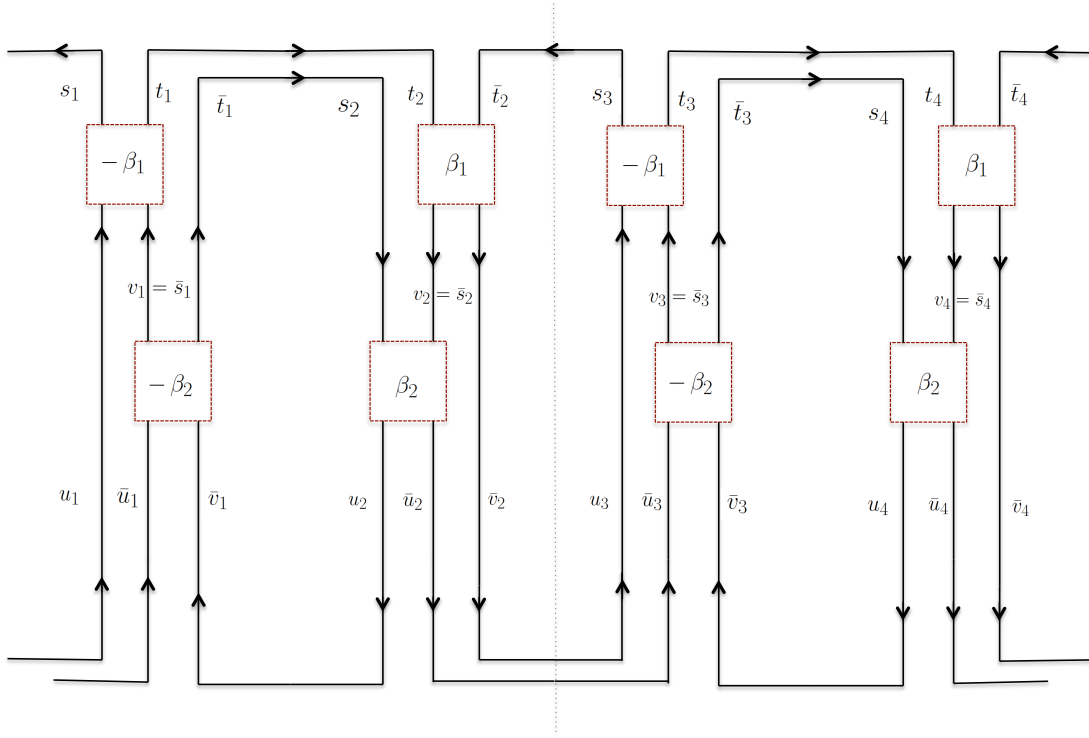 s₁ t₁ t̄₁ s₂ t₂ t̄₂ s₃ t₃ t̄₃ s₄ t₄ t̄₄
−β₁ β₁ −β₁ β₁
v₁ = s̄₁ v₂ = s̄₂ v₃ = s̄₃ v₄ = s̄₄
−β₂ β₂ −β₂ β₂
u₁ ū₁ v̄₁ u₂ ū₂ v̄₂ u₃ ū₃ v̄₃ u₄ ū₄ v̄₄